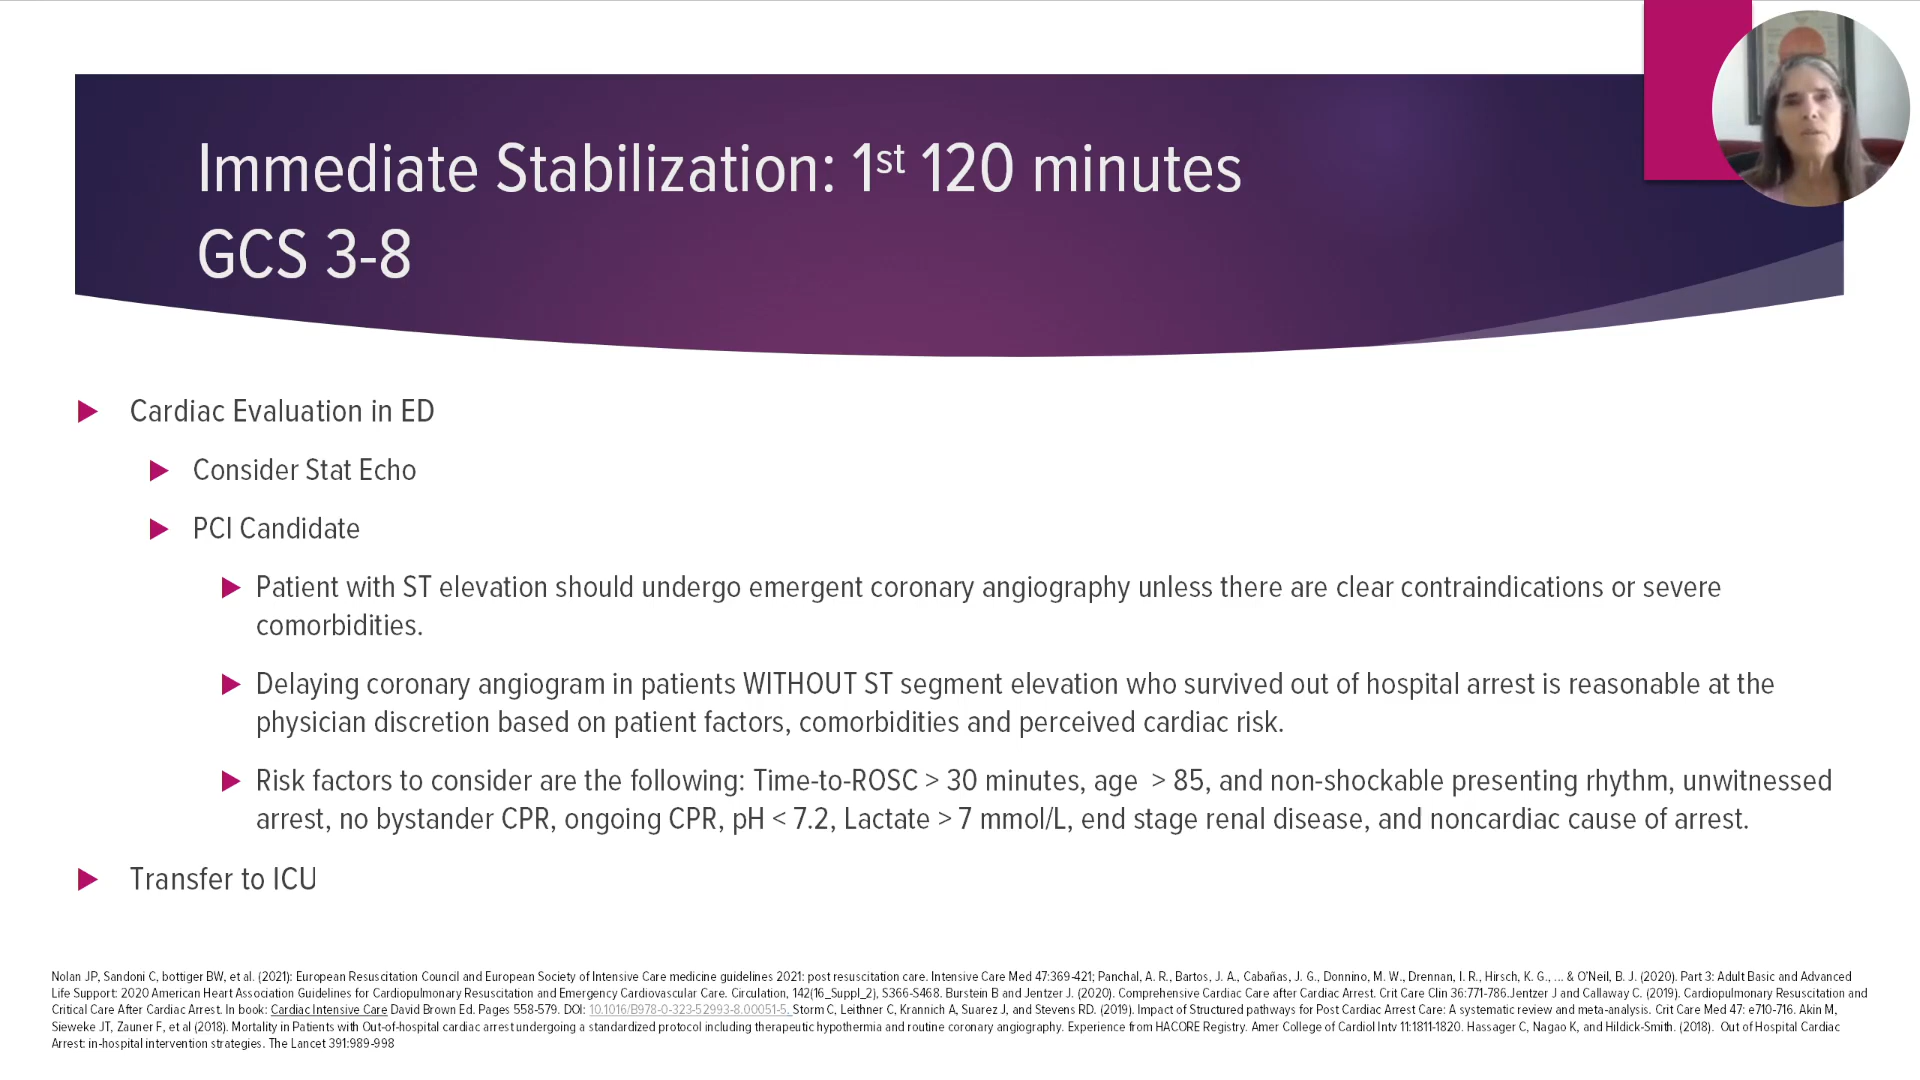 Immediate Stabilization: 1st 120 minutes
GCS 3-8
Cardiac Evaluation in ED
Consider Stat Echo
PCI Candidate
Patient with ST elevation should undergo emergent coronary angiography unless there are clear contraindications or severe
comorbidities.
Delaying coronary angiogram in patients WITHOUT ST segment elevation who survived out of hospital arrest is reasonable at the
physician discretion based on patient factors, comorbidities and perceived cardiac risk.
Risk factors to consider are the following: Time-to-ROSC > 30 minutes, age > 85, and non-shockable presenting rhythm, unwitnessed
arrest, no bystander CPR, ongoing CPR, pH < 7.2, Lactate > 7 mmol/L, end stage renal disease, and noncardiac cause of arrest.
Transfer to ICU
Nolan JP, Sandoni C, bottiger BW, et al. (2021): European Resuscitation Council and European Society of Intensive Care medicine guidelines 2021: post resuscitation care. Intensive Care Med 47:369-421; Panchal, A. R., Bartos, J. A., Cabañas, J. G., Donnino, M. W., Drennan, I. R., Hirsch, K. G., ... & O'Neil, B. J. (2020). Part 3: Adult Basic and Advanced
Life Support: 2020 American Heart Association Guidelines for Cardiopulmonary Resuscitation and Emergency Cardiovascular Care. Circulation, 142(16_Suppl_2), S366-S468. Burstein B and Jentzer J. (2020). Comprehensive Cardiac Care after Cardiac Arrest. Crit Care Clin 36:771-786.Jentzer J and Callaway C. (2019). Cardiopulmonary Resuscitation and
Critical Care After Cardiac Arrest. In book: Cardiac Intensive Care David Brown Ed. Pages 558-579. DOI: 10.1016/B978-0-323-52993-8.00051-5. Storm C, Leithner C, Krannich A, Suarez J, and Stevens RD. (2019). Impact of Structured pathways for Post Cardiac Arrest Care: A systematic review and meta-analysis. Crit Care Med 47: e710-716. Akin M,
Sieweke JT, Zauner F, et al (2018). Mortality in Patients with Out-of-hospital cardiac arrest undergoing a standardized protocol including therapeutic hypothermia and routine coronary angiography. Experience from HACORE Registry. Amer College of Cardiol Intv 11:1811-1820. Hassager C, Nagao K, and Hildick-Smith. (2018). Out of Hospital Cardiac
Arrest: in-hospital intervention strategies. The Lancet 391:989-998